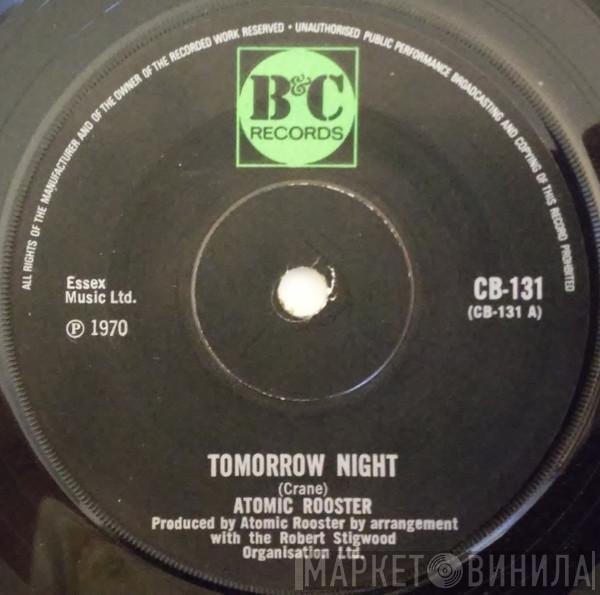 ALL RIGHTS OF THE MANUFACTURER AND OF THE OWNER OF THE RECORDED WORK RESERVED • UNAUTHORISED PUBLIC PERFORMANCE BROADCASTING AND COPYING OF THIS RECORD PROHIBITED
B&C
RECORDS
Essex
Music Ltd.
℗ 1970
CB-131
(CB-131 A)
TOMORROW NIGHT
(Crane)
ATOMIC ROOSTER
Produced by Atomic Rooster by arrangement
with the Robert Stigwood
Organisation Ltd.
МАРКЕТ ВИНИЛА